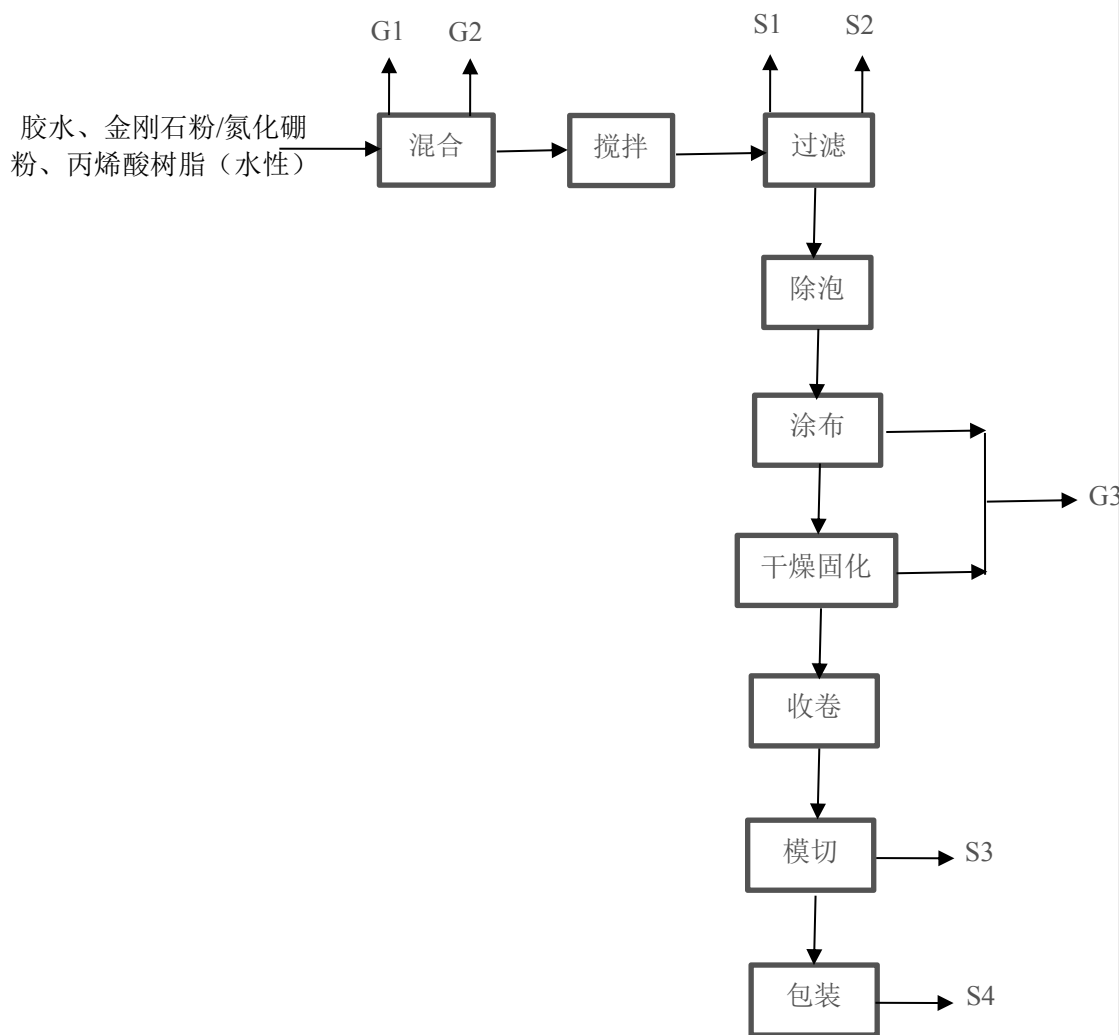 G1
G2
S1
S2
胶水、金刚石粉/氮化硼
粉、丙烯酸树脂（水性）
混合
搅拌
过滤
除泡
涂布
G3
干燥固化
收卷
模切
S3
包装
S4